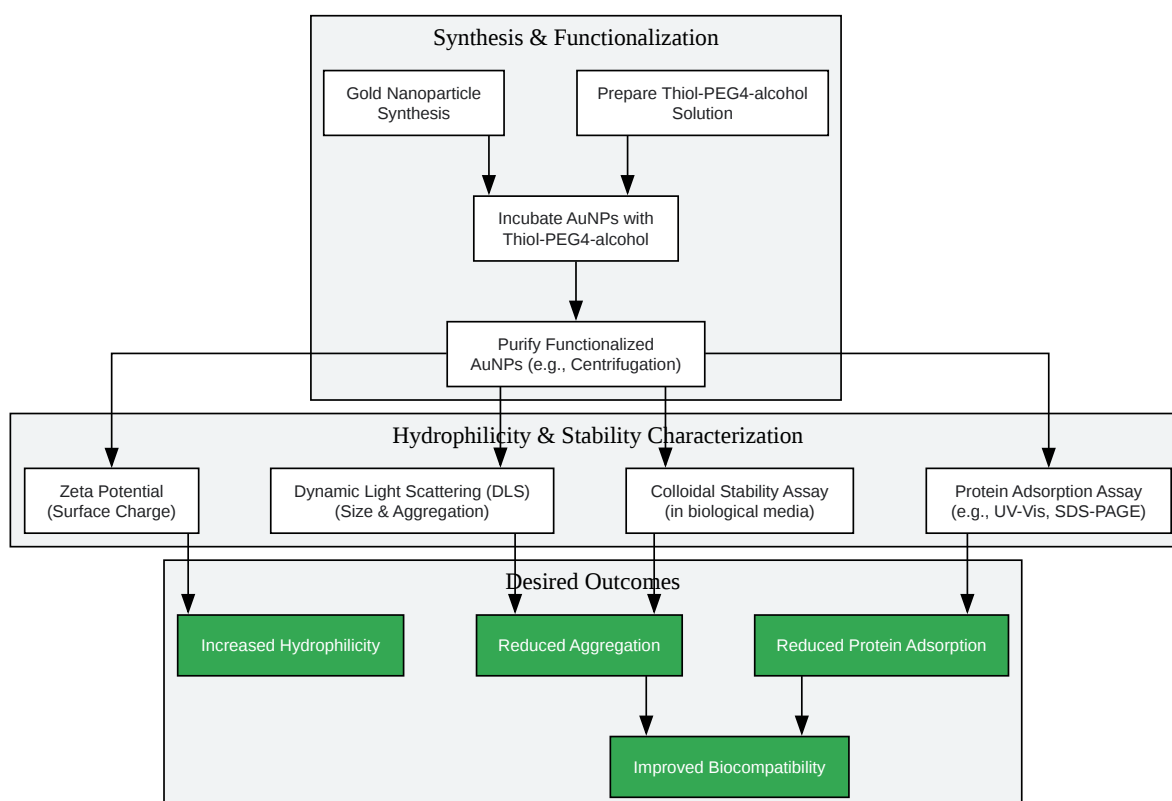 Synthesis & Functionalization
Gold Nanoparticle
Synthesis
Prepare Thiol-PEG4-alcohol
Solution
Incubate AuNPs with
Thiol-PEG4-alcohol
Purify Functionalized
AuNPs (e.g., Centrifugation)
Hydrophilicity & Stability Characterization
Zeta Potential
(Surface Charge)
Dynamic Light Scattering (DLS)
(Size & Aggregation)
Colloidal Stability Assay
(in biological media)
Protein Adsorption Assay
(e.g., UV-Vis, SDS-PAGE)
Desired Outcomes
Increased Hydrophilicity
Reduced Aggregation
Reduced Protein Adsorption
Improved Biocompatibility